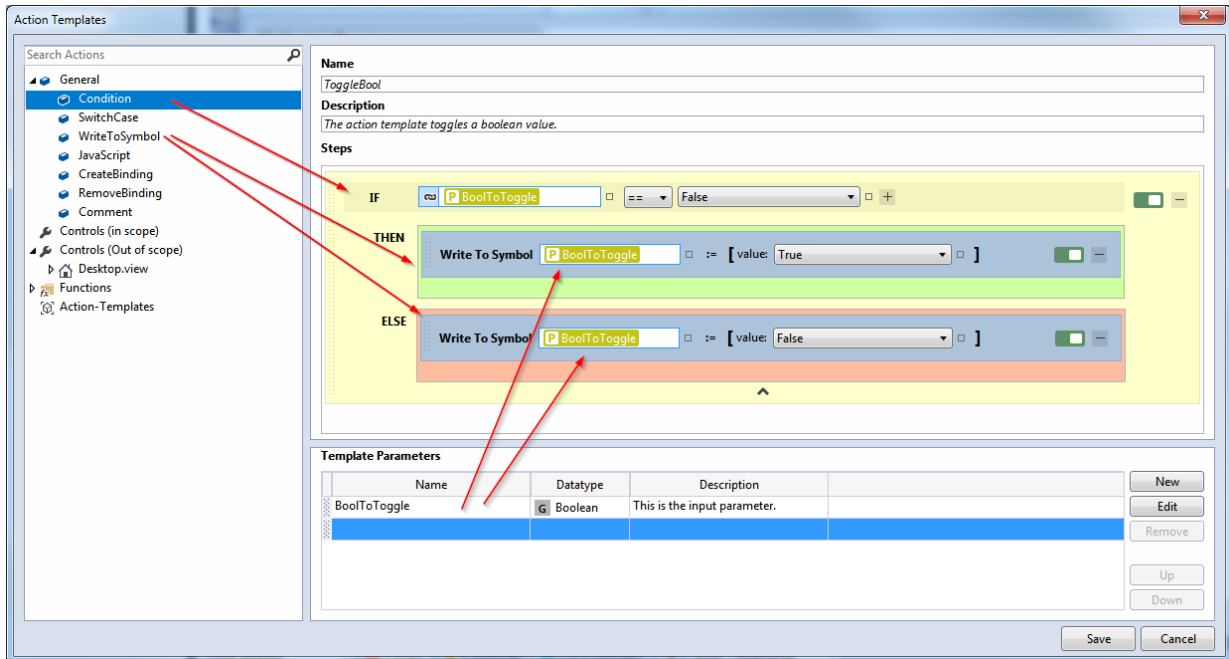 Action Templates
Search Actions
General
Condition
SwitchCase
WriteToSymbol
JavaScript
CreateBinding
RemoveBinding
Comment
Controls (in scope)
Controls (Out of scope)
Desktop.view
Functions
Action-Templates
Name
ToggleBool
Description
The action template toggles a boolean value.
Steps
IF P BoolToToggle == False +
THEN
Write To Symbol P BoolToToggle := [ value: True ]
ELSE
Write To Symbol P BoolToToggle := [ value: False ]
Template Parameters
Name Datatype Description
BoolToToggle G Boolean This is the input parameter.
New
Edit
Remove
Up
Down
Save Cancel